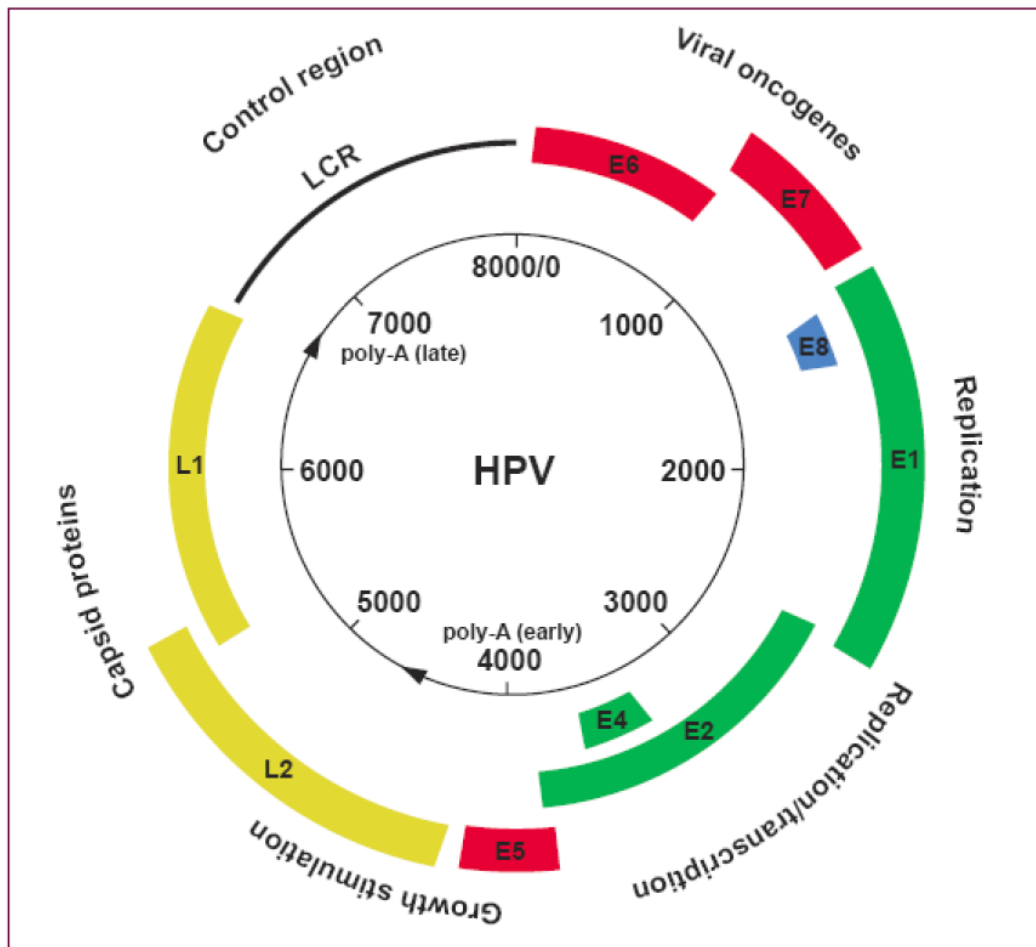 Control region
Viral oncogenes
LCR
E6
E7
8000/0
7000
poly-A (late)
1000
E8
Replication
L1
6000
HPV
2000
E1
Capsid proteins
5000
3000
poly-A (early)
4000
E4
E2
Replication/transcription
L2
E5
Growth stimulation